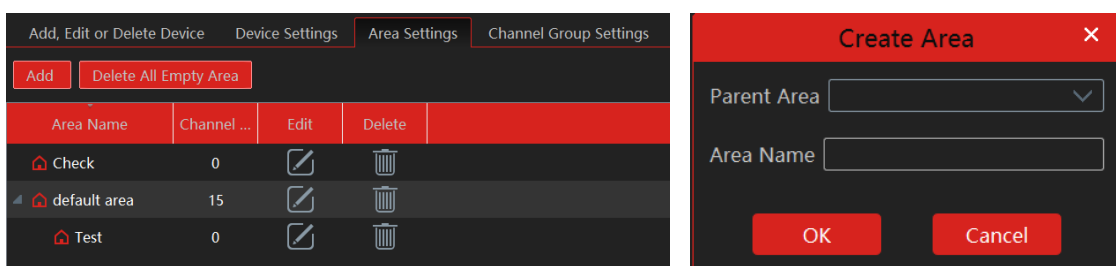 Add, Edit or Delete Device Device Settings Area Settings Channel Group Settings
Add Delete All Empty Area
Area Name Channel ... Edit Delete
Check 0
default area 15
Test 0
Create Area
Parent Area
Area Name
OK Cancel